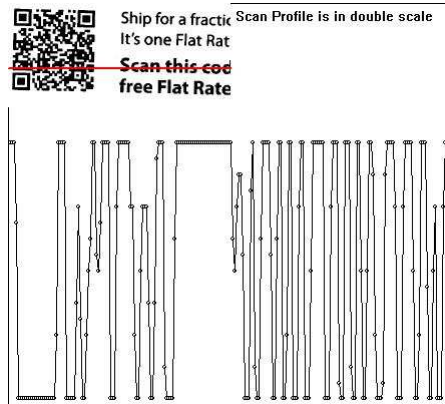 Ship for a fractic
It's one Flat Rat
Scan this cod
free Flat Rate
Scan Profile is in double scale